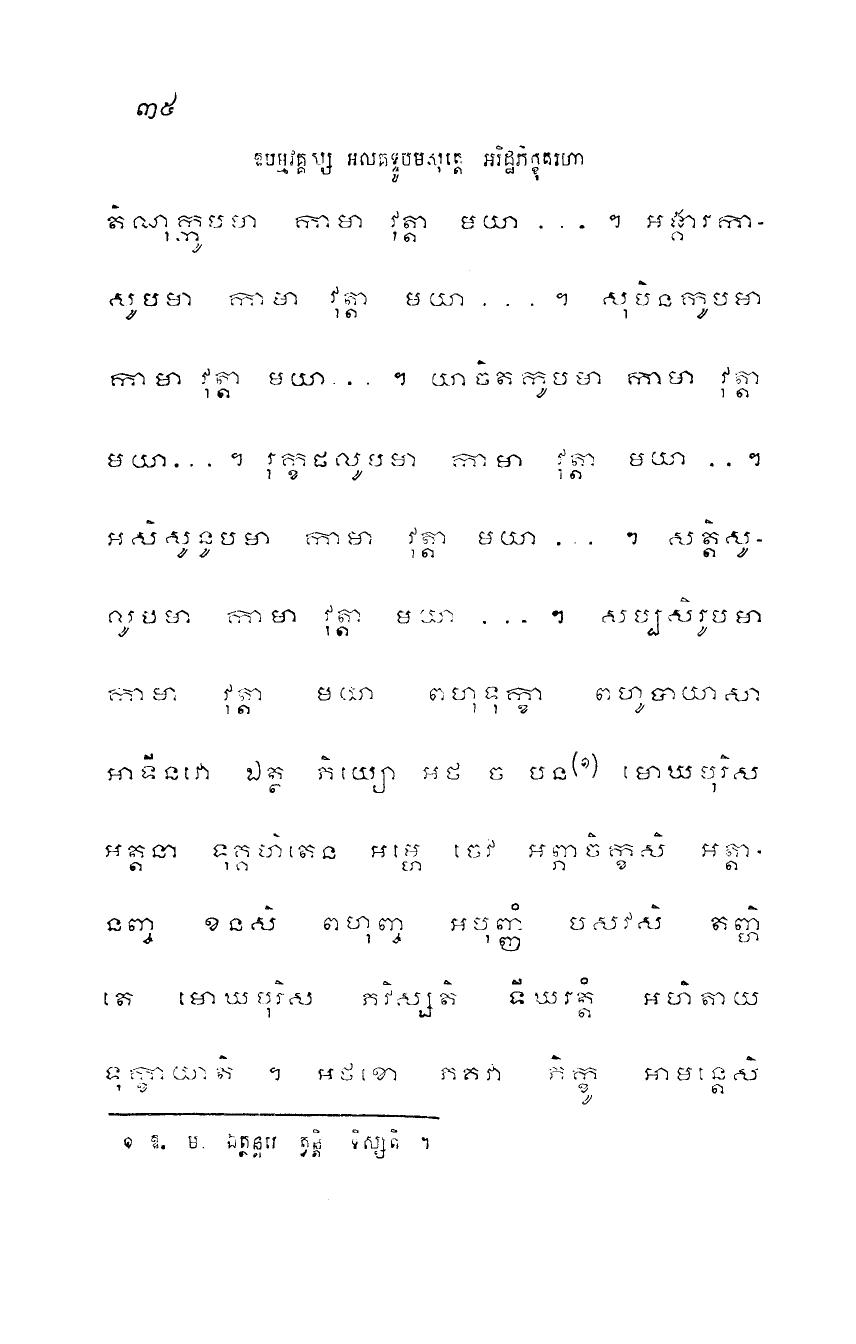 ៣៥
ឱបម្មវគ្គស្ស អលគទ្ទូបមសុត្តេ អរិដ្ឋភិក្ខុគរហា
តិណុក្កូបមា កាមា វុត្តា មយា . . . ។ អង្គារកា-
សូបមា កាមា វុត្តា មយា . . . ។ សុបិនកូបមា
កាមា វុត្តា មយា . . . ។ យាចិតកូបមា កាមា វុត្តា
មយា . . . ។ រុក្ខផលូបមា កាមា វុត្តា មយា . . ។
អសិសូនូបមា កាមា វុត្តា មយា . . . ។ សត្តិសូ-
លូបមា កាមា វុត្តា មយា . . . ។ សប្បសិរូបមា
កាមា វុត្តា មយា ពហុទុក្ខា ពហូបាយាសា
អាទីនវោ ឯត្ថ ភិយ្យោ អថ ច បន(១) មោឃបុរិស
អត្តនា ទុគ្គហិតេន អម្ហេ ចេវ អព្ភាចិក្ខសិ អត្តា-
នញ្ច ខនសិ ពហុញ្ច អបុញ្ញំ បសវសិ តញ្ហិ
តេ មោឃបុរិស ភវិស្សតិ ទីឃរត្តំ អហិតាយ
ទុក្ខាយាតិ ។ អថខោ ភគវា ភិក្ខូ អាមន្តេសិ
១ ឱ. ម. ឯត្ថន្តរេ ត្វន្តិ ទិស្សតិ ។